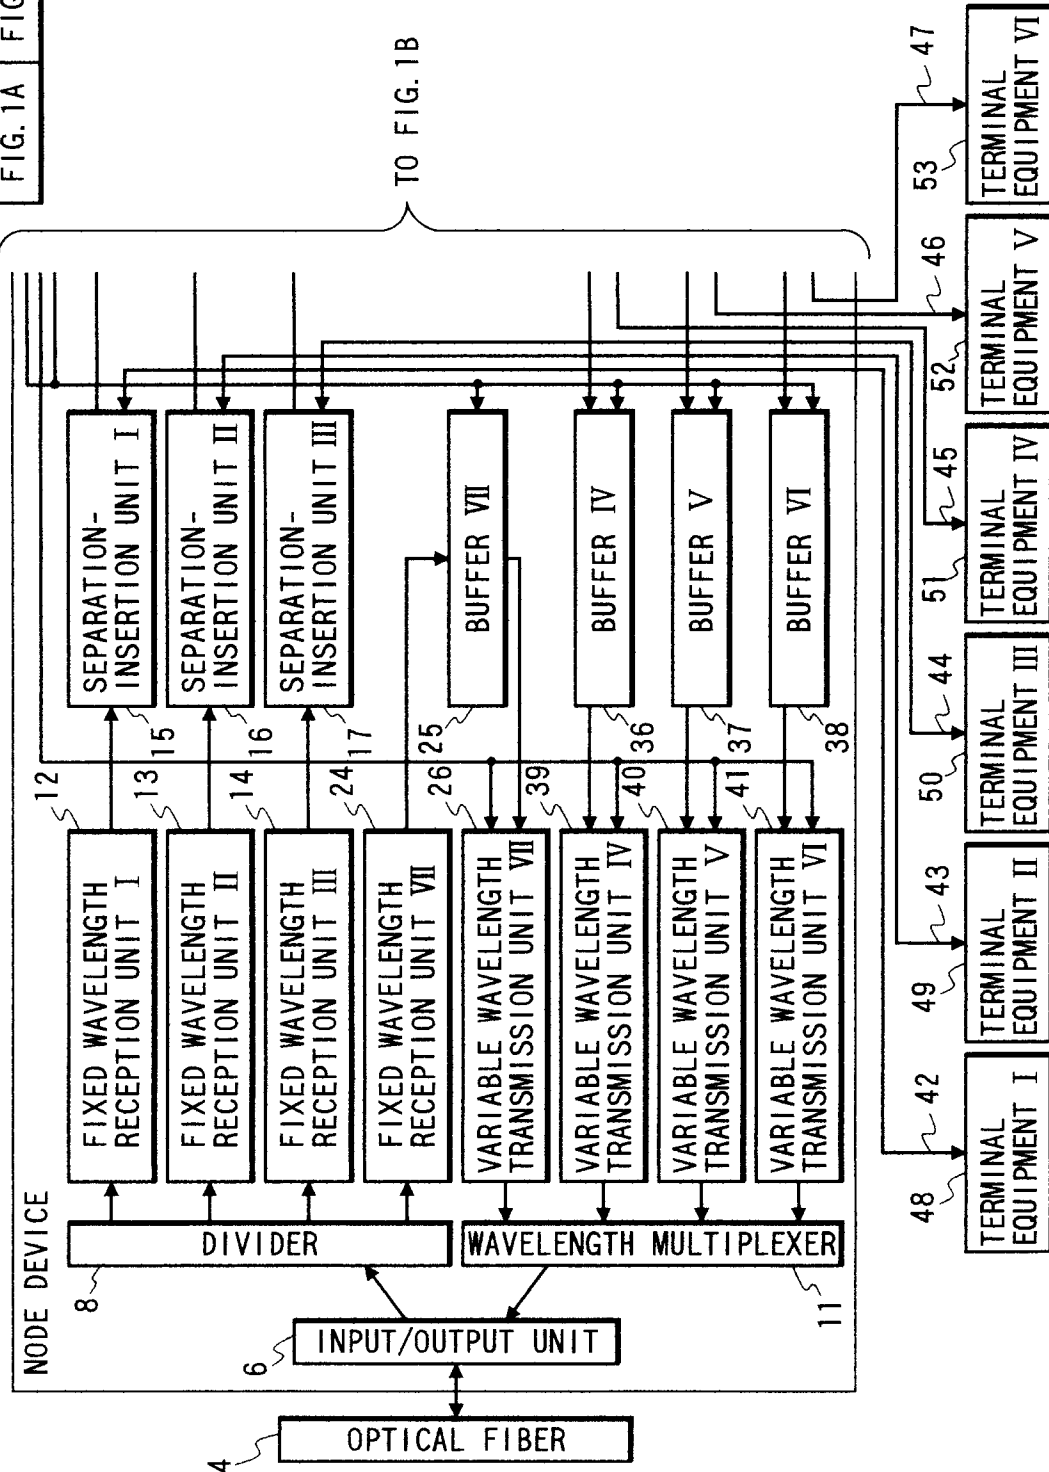 FIG. 1A
FIG
TO FIG. 1B
NODE DEVICE
4
OPTICAL FIBER
6
INPUT/OUTPUT UNIT
8
DIVIDER
WAVELENGTH MULTIPLEXER
11
12
FIXED WAVELENGTH
RECEPTION UNIT I
13
FIXED WAVELENGTH
RECEPTION UNIT II
14
FIXED WAVELENGTH
RECEPTION UNIT III
24
FIXED WAVELENGTH
RECEPTION UNIT VII
26
VARIABLE WAVELENGTH
TRANSMISSION UNIT VII
39
VARIABLE WAVELENGTH
TRANSMISSION UNIT IV
40
VARIABLE WAVELENGTH
TRANSMISSION UNIT V
41
VARIABLE WAVELENGTH
TRANSMISSION UNIT VI
SEPARATION-
INSERTION UNIT I
15
SEPARATION-
INSERTION UNIT II
16
SEPARATION-
INSERTION UNIT III
17
BUFFER VII
25
BUFFER IV
36
BUFFER V
37
BUFFER VI
38
42
48
TERMINAL
EQUIPMENT I
43
49
TERMINAL
EQUIPMENT II
44
50
TERMINAL
EQUIPMENT III
45
51
TERMINAL
EQUIPMENT IV
46
52
TERMINAL
EQUIPMENT V
47
53
TERMINAL
EQUIPMENT VI